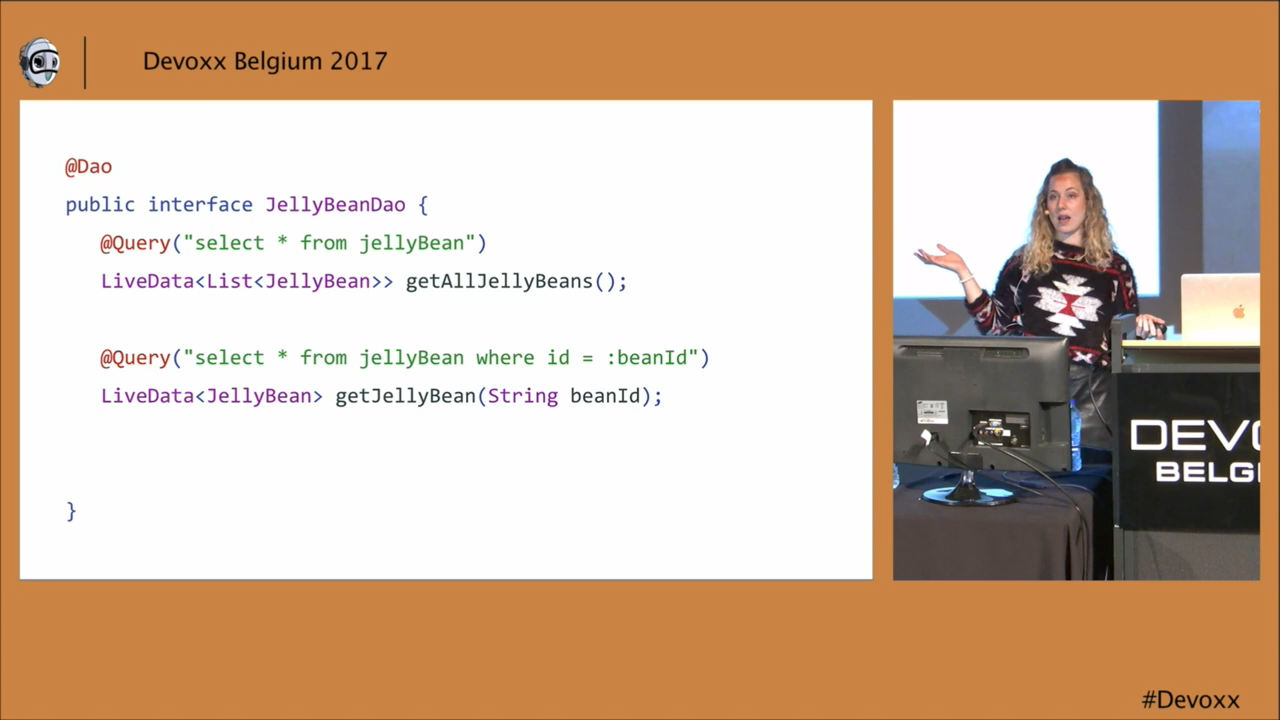 Devoxx Belgium 2017
@Dao
public interface JellyBeanDao {
@Query("select * from jellyBean")
LiveData<List<JellyBean>> getAllJellyBeans();
@Query("select * from jellyBean where id = :beanId")
LiveData<JellyBean> getJellyBean(String beanId);
}
DEVO
BELGI
#Devoxx